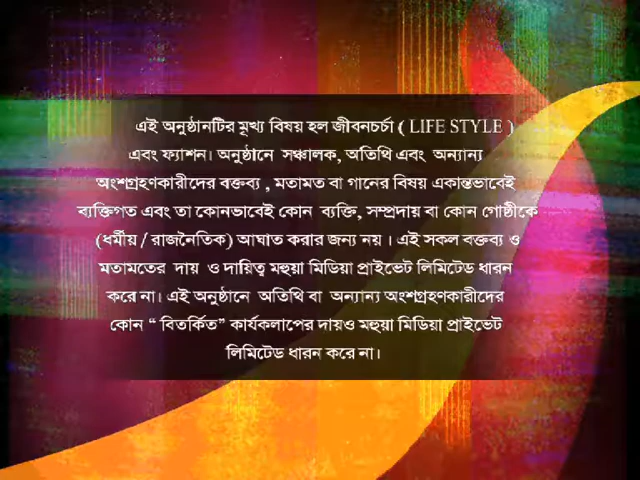 এই অনুষ্ঠানটির মূখ্য বিষয় হল জীবনচর্চা ( LIFE STYLE )
এবং ফ্যাশন। অনুষ্ঠানে সঞ্চালক, অতিথি এবং অন্যান্য
অংশগ্রহণকারীদের বক্তব্য , মতামত বা গানের বিষয় একান্তভাবেই
ব্যক্তিগত এবং তা কোনভাবেই কোন ব্যক্তি, সম্প্রদায় বা কোন গোষ্ঠীকে
(ধর্মীয় / রাজনৈতিক) আঘাত করার জন্য নয় । এই সকল বক্তব্য ও
মতামতের দায় ও দায়িত্ব মহুয়া মিডিয়া প্রাইভেট লিমিটেড ধারন
করে না। এই অনুষ্ঠানে অতিথি বা অন্যান্য অংশগ্রহণকারীদের
কোন “ বিতর্কিত” কার্যকলাপের দায়ও মহুয়া মিডিয়া প্রাইভেট
লিমিটেড ধারন করে না।